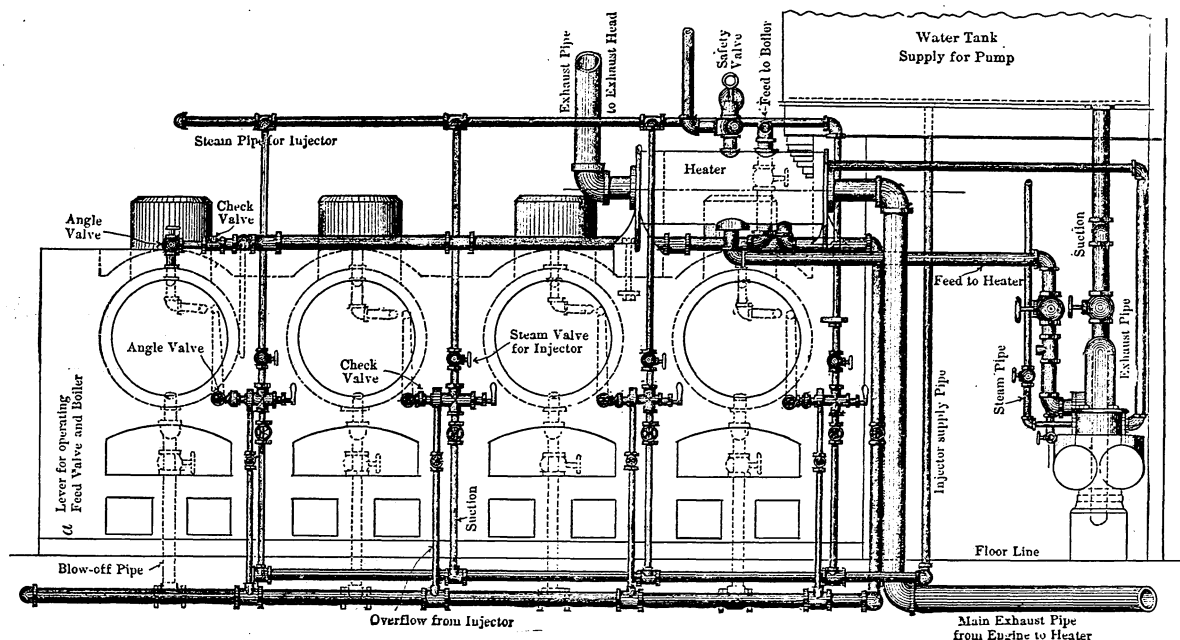 Water Tank
Supply for Pump
Exhaust Pipe
to Exhaust Head
Safety
Valve
Feed to Boiler
Steam Pipe for Injector
Heater
Check
Valve
Angle
Valve
Suction
Feed to Heater
Exhaust Pipe
Steam Pipe
Angle Valve
Steam Valve
for Injector
Check
Valve
Injector supply Pipe
Lever for operating
Feed Valve and Boiler
a
Suction
Floor Line
Blow-off Pipe
Overflow from Injector
Main Exhaust Pipe
from Engine to Heater